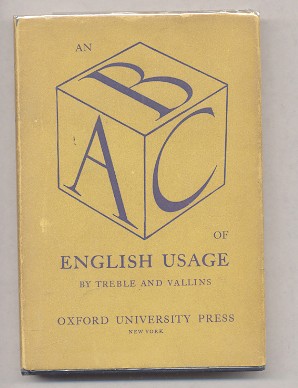 AN
A B C
OF
ENGLISH USAGE
BY TREBLE AND VALLINS
OXFORD UNIVERSITY PRESS
NEW YORK